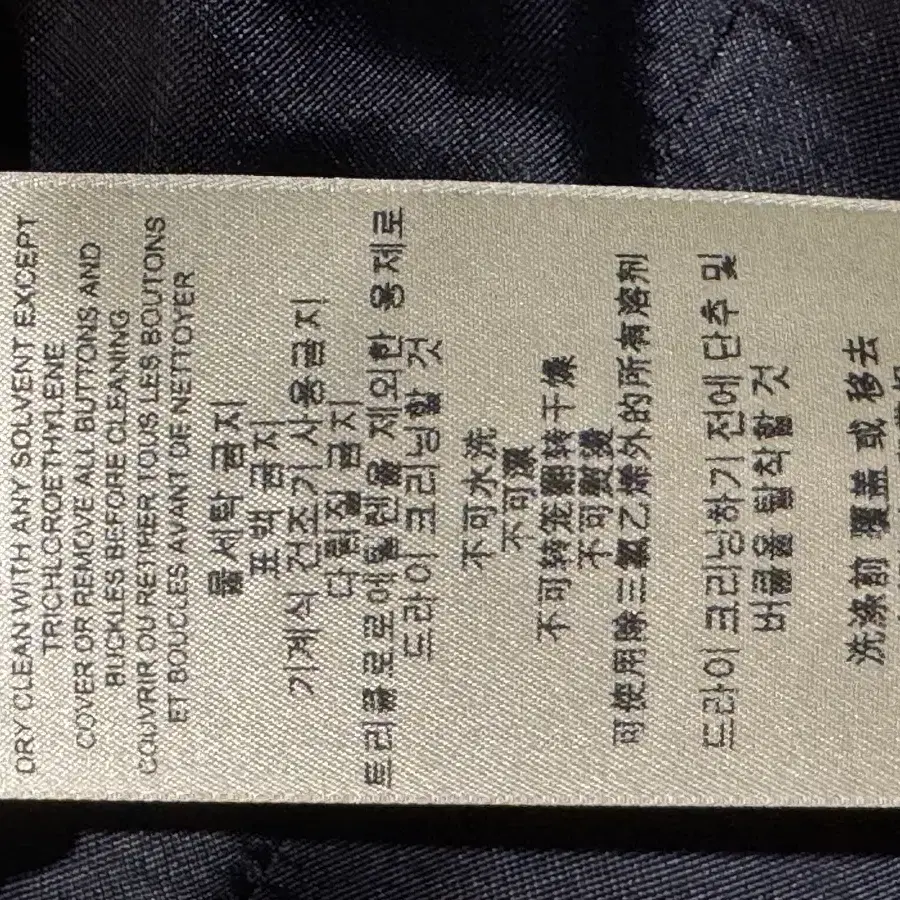 DRY CLEAN WITH ANY SOLVENT EXCEPT
TRICHLOROETHYLENE
COVER OR REMOVE ALL BUTTONS AND
BUCKLES BEFORE CLEANING
COUVRIR OU RETIRER TOUS LES BOUTONS
ET BOUCLES AVANT DE NETTOYER
물세탁 금지
표백 금지
기계식 건조기 사용금지
다림질 금지
트리클로로에틸렌을 제외한 용제로
드라이 크리닝할 것
不可水洗
不可漂
不可转笼翻转干燥
不可熨烫
可使用除三氯乙烯外的所有溶剂
드라이 크리닝하기 전에 단추 및
버클을 탈착할 것
洗涤前 覆盖 或 移去